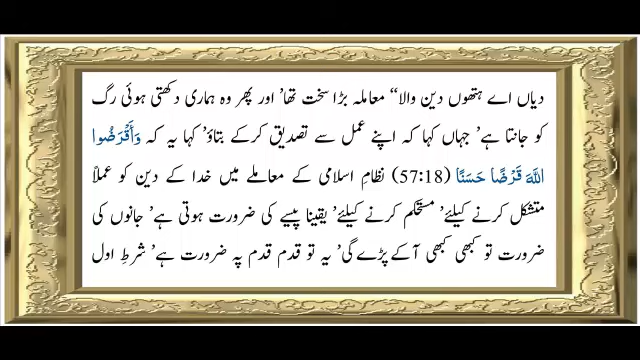 دیاں اے ہتھوں دین والا‘‘ معاملہ بڑا سخت تھا’ اور پھر وہ ہماری دکھتی ہوئی رگ
کو جانتا ہے’ جہاں کہا کہ اپنے عمل سے تصدیق کرکے بتاؤ’ کہا یہ کہ وَأَقْرَضُوا
اللَّهَ قَرْضًا حَسَنًا (57:18) نظامِ اسلامی کے معاملے میں خدا کے دین کو عملاً
متشکل کرنے کیلئے’ مستحکم کرنے کیلئے’ یقینا پیسے کی ضرورت ہوتی ہے’ جانوں کی
ضرورت تو کبھی کبھی آکے پڑے گی’ یہ تو قدم قدم پہ ضرورت ہے’ شرطِ اول